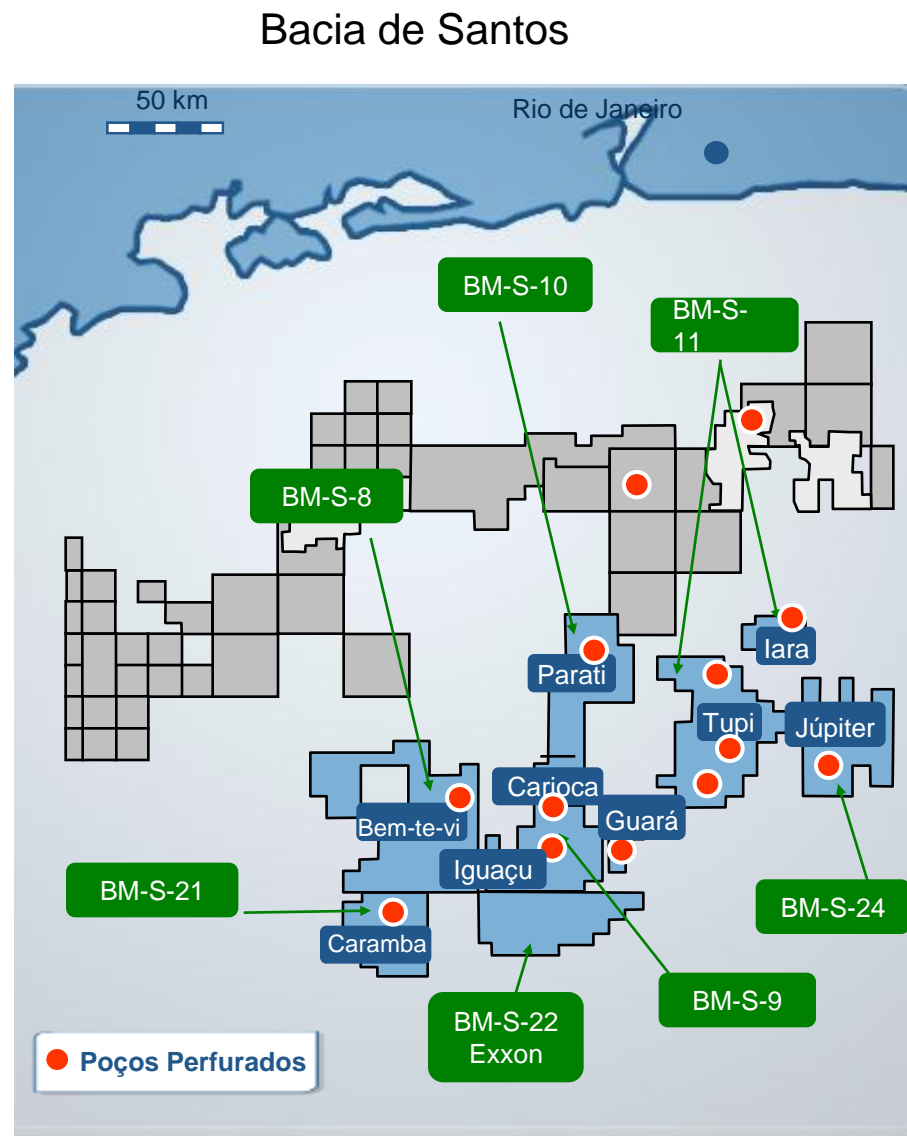 Bacia de Santos
50 km
Rio de Janeiro
BM-S-10
BM-S-
11
BM-S-8
Iara
Parati
Tupi
Júpiter
Carioca
Guará
Bem-te-vi
Iguaçu
BM-S-21
BM-S-24
Caramba
BM-S-9
BM-S-22
Exxon
Poços Perfurados